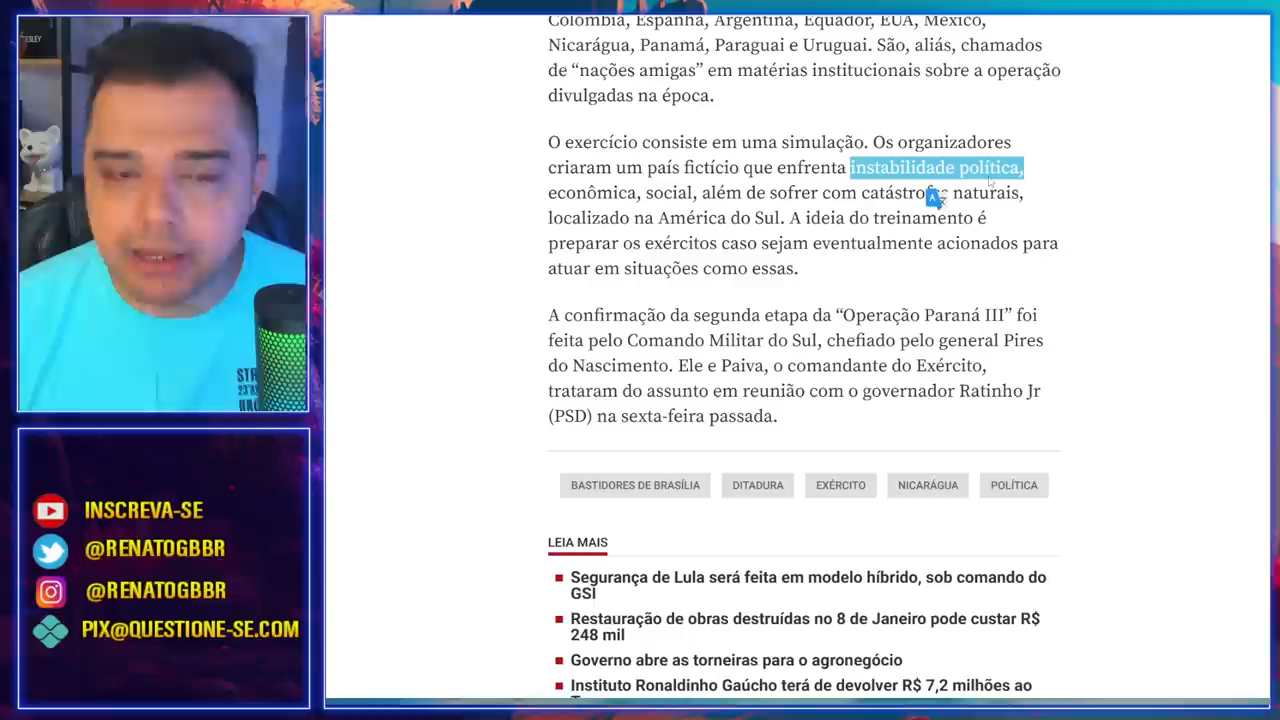 ESLEY
Colômbia, Espanha, Argentina, Equador, EUA, México,
Nicarágua, Panamá, Paraguai e Uruguai. São, aliás, chamados
de “nações amigas” em matérias institucionais sobre a operação
divulgadas na época.
O exercício consiste em uma simulação. Os organizadores
criaram um país fictício que enfrenta instabilidade política,
econômica, social, além de sofrer com catástrofes naturais,
localizado na América do Sul. A ideia do treinamento é
preparar os exércitos caso sejam eventualmente acionados para
atuar em situações como essas.
A confirmação da segunda etapa da “Operação Paraná III” foi
feita pelo Comando Militar do Sul, chefiado pelo general Pires
do Nascimento. Ele e Paiva, o comandante do Exército,
trataram do assunto em reunião com o governador Ratinho Jr
(PSD) na sexta-feira passada.
BASTIDORES DE BRASÍLIA
DITADURA
EXÉRCITO
NICARÁGUA
POLÍTICA
LEIA MAIS
Segurança de Lula será feita em modelo híbrido, sob comando do
GSI
Restauração de obras destruídas no 8 de Janeiro pode custar R$
248 mil
Governo abre as torneiras para o agronegócio
Instituto Ronaldinho Gaúcho terá de devolver R$ 7,2 milhões ao
INSCREVA-SE
@RENATOGBBR
@RENATOGBBR
PIX@QUESTIONE-SE.COM